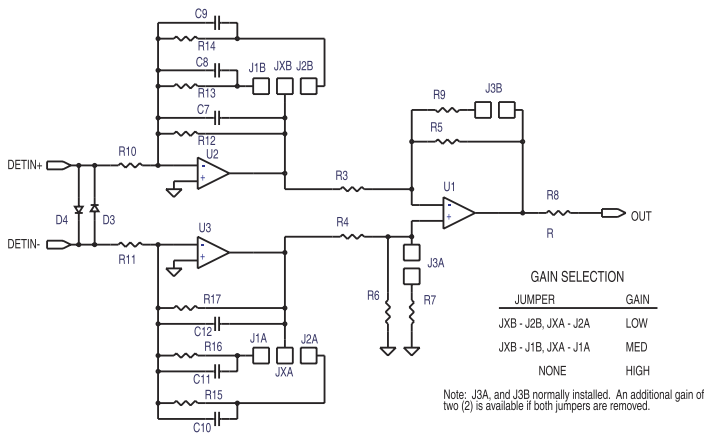 C9
R14
C8
J1B JXB J2B
R13
C7
R12
U2
DETIN+
R10
D4
D3
DETIN-
R11
U3
R17
C12
R16
J1A
J2A
C11
JXA
R15
C10
R3
R4
R9
J3B
R5
U1
R8
OUT
R
J3A
R6
R7
GAIN SELECTION
JUMPER GAIN
JXB - J2B, JXA - J2A LOW
JXB - J1B, JXA - J1A MED
NONE HIGH
Note: J3A, and J3B normally installed. An additional gain of
two (2) is available if both jumpers are removed.